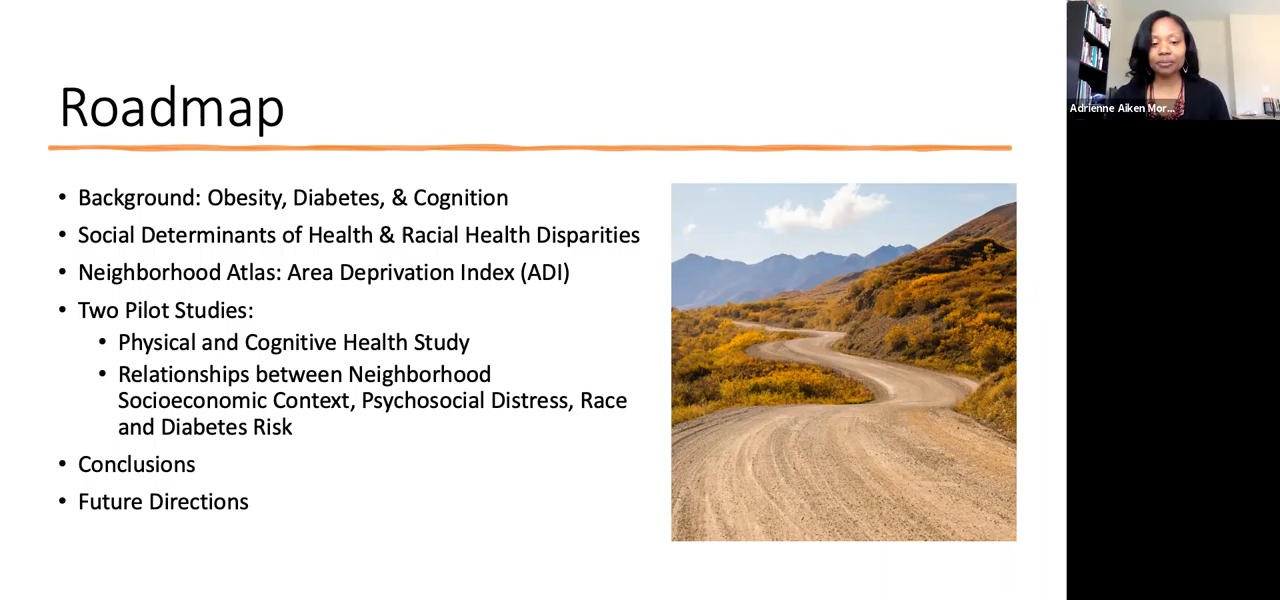 Roadmap
• Background: Obesity, Diabetes, & Cognition
• Social Determinants of Health & Racial Health Disparities
• Neighborhood Atlas: Area Deprivation Index (ADI)
• Two Pilot Studies:
• Physical and Cognitive Health Study
• Relationships between Neighborhood
Socioeconomic Context, Psychosocial Distress, Race
and Diabetes Risk
• Conclusions
• Future Directions
Adrienne Aiken Mor...